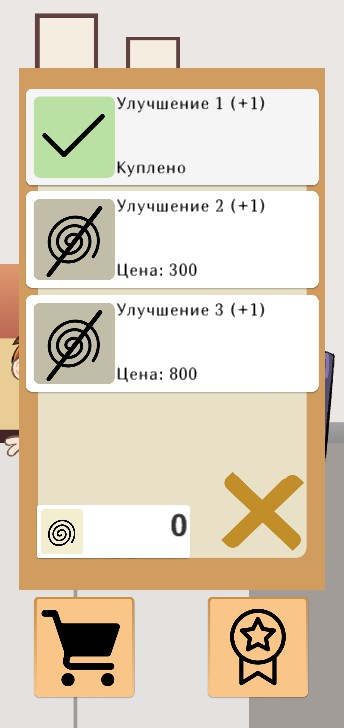 Улучшение 1 (+1)
Куплено
Улучшение 2 (+1)
Цена: 300
Улучшение 3 (+1)
Цена: 800
0